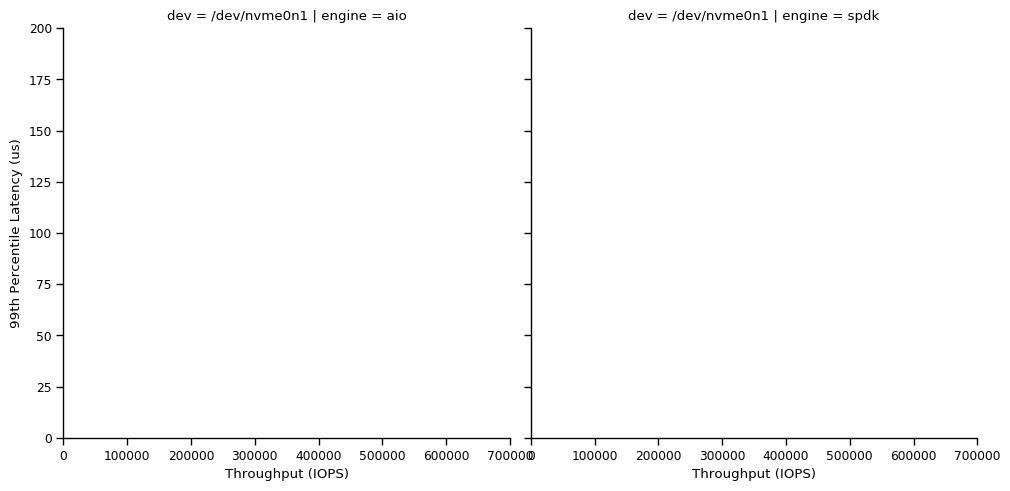 dev = /dev/nvme0n1 | engine = aio
dev = /dev/nvme0n1 | engine = spdk
99th Percentile Latency (us)
200
175
150
125
100
75
50
25
0
0 100000 200000 300000 400000 500000 600000 700000
0 100000 200000 300000 400000 500000 600000 700000
Throughput (IOPS)
Throughput (IOPS)